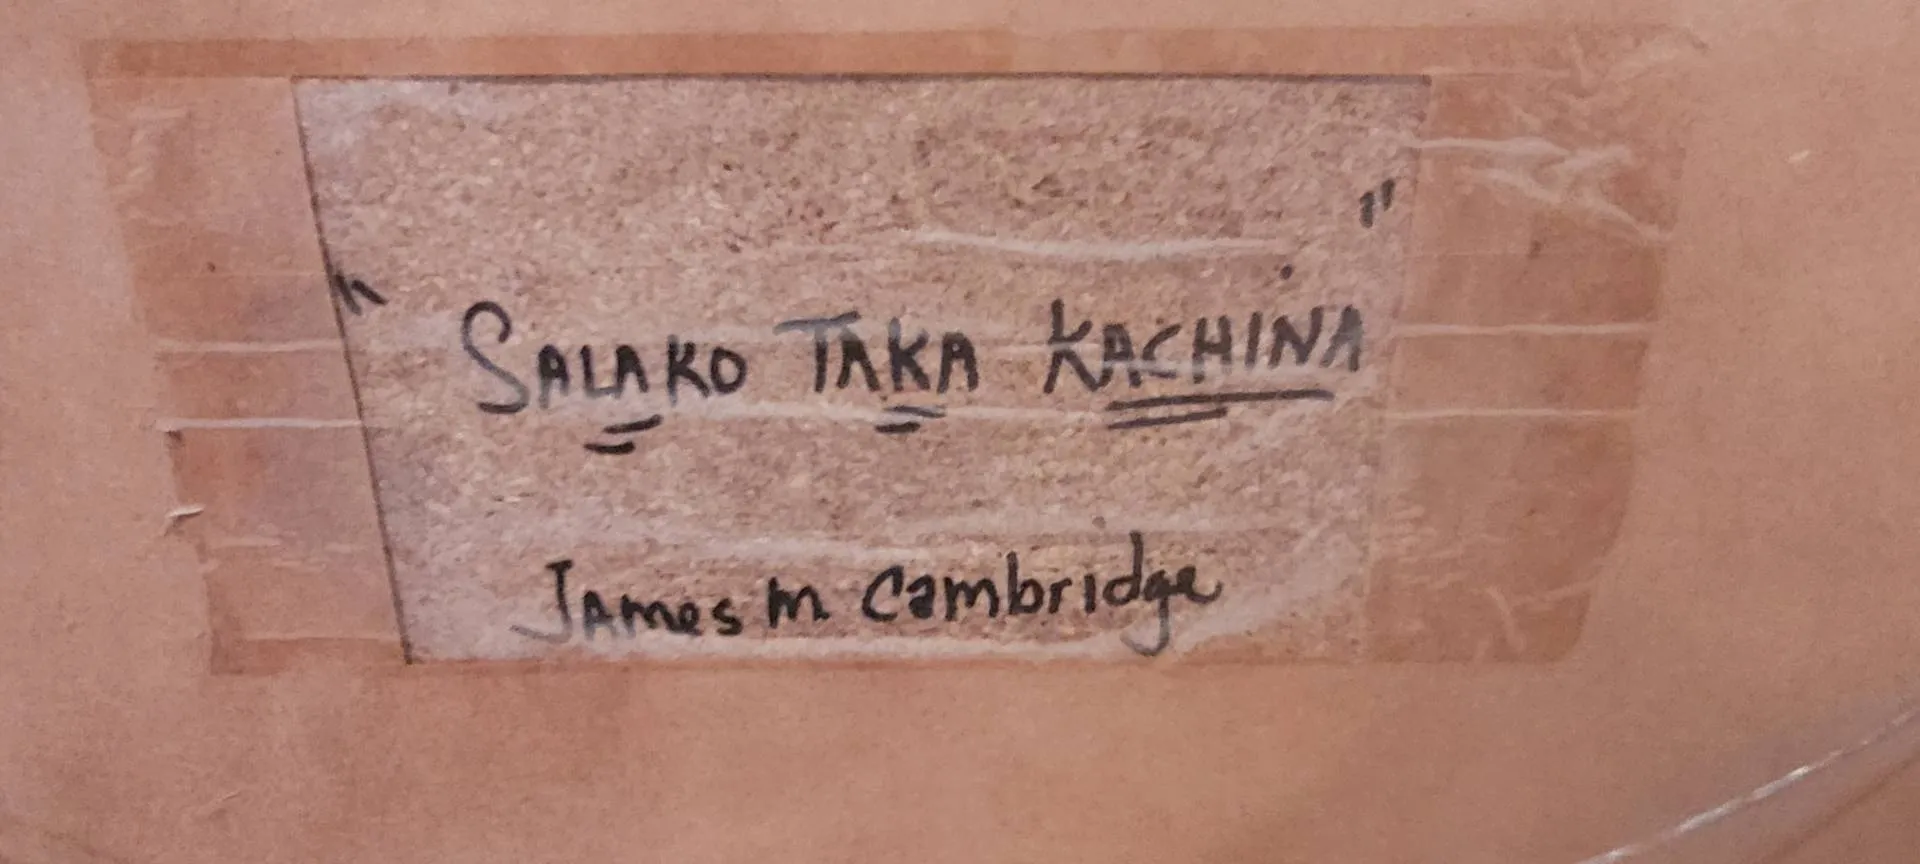 "SALAKO TAKA KACHINA"
James M Cambridge